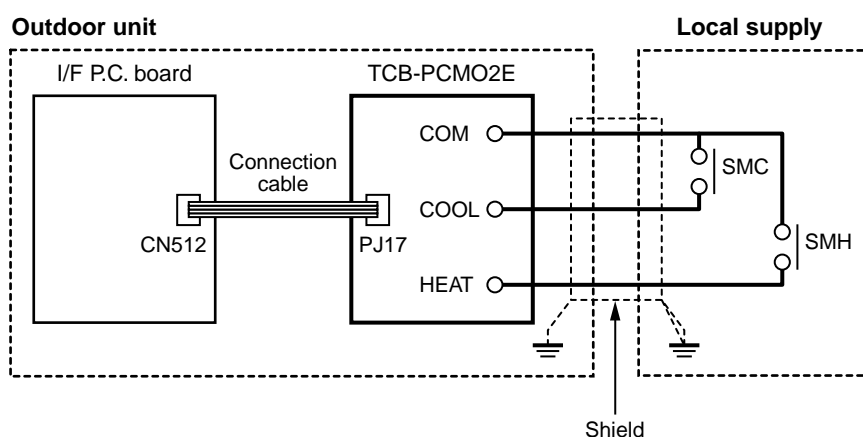 Outdoor unit
Local supply
I/F P.C. board
TCB-PCMO2E
COM
Connection
cable
SMC
COOL
CN512
PJ17
SMH
HEAT
Shield